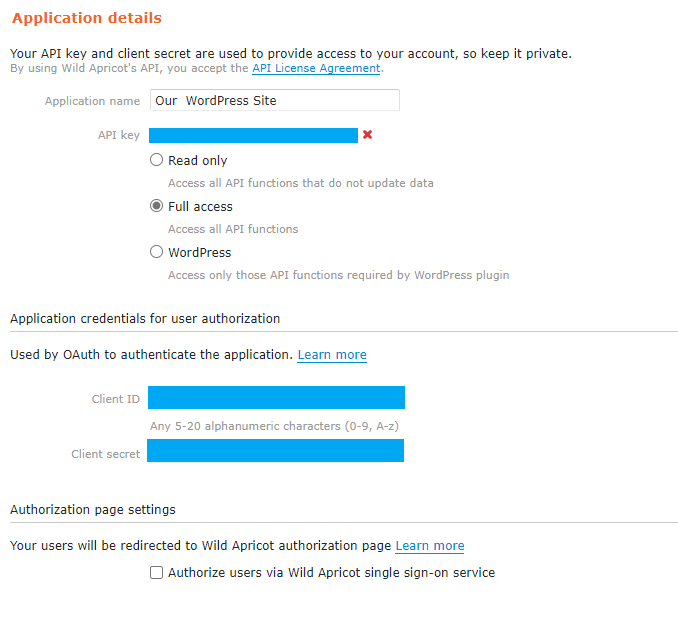 Application details
Your API key and client secret are used to provide access to your account, so keep it private.
By using Wild Apricot's API, you accept the API License Agreement.
Application name Our  WordPress Site
API key
Read only
Access all API functions that do not update data
Full access
Access all API functions
WordPress
Access only those API functions required by WordPress plugin
Application credentials for user authorization
Used by OAuth to authenticate the application. Learn more
Client ID
Any 5-20 alphanumeric characters (0-9, A-z)
Client secret
Authorization page settings
Your users will be redirected to Wild Apricot authorization page Learn more
Authorize users via Wild Apricot single sign-on service